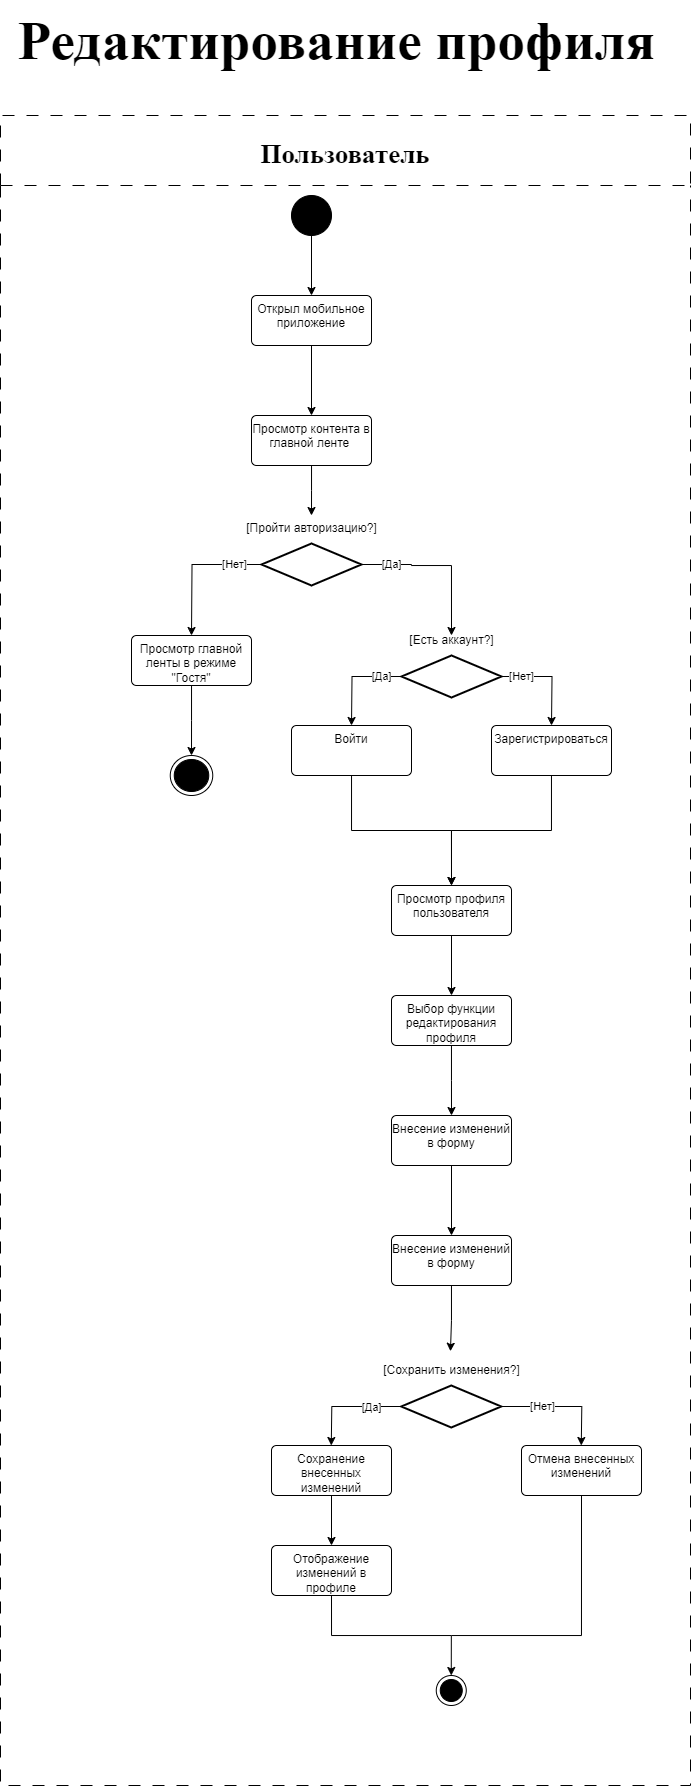 Редактирование профиля
Пользователь
Открыл мобильное
приложение
Просмотр контента в
главной ленте
[Пройти авторизацию?]
[Нет]
[Да]
Просмотр главной
ленты в режиме
"Гостя"
[Есть аккаунт?]
[Да]
[Нет]
Войти
Зарегистрироваться
Просмотр профиля
пользователя
Выбор функции
редактирования
профиля
Внесение изменений
в форму
Внесение изменений
в форму
[Сохранить изменения?]
[Да]
[Нет]
Сохранение
внесенных
изменений
Отмена внесенных
изменений
Отображение
изменений в
профиле